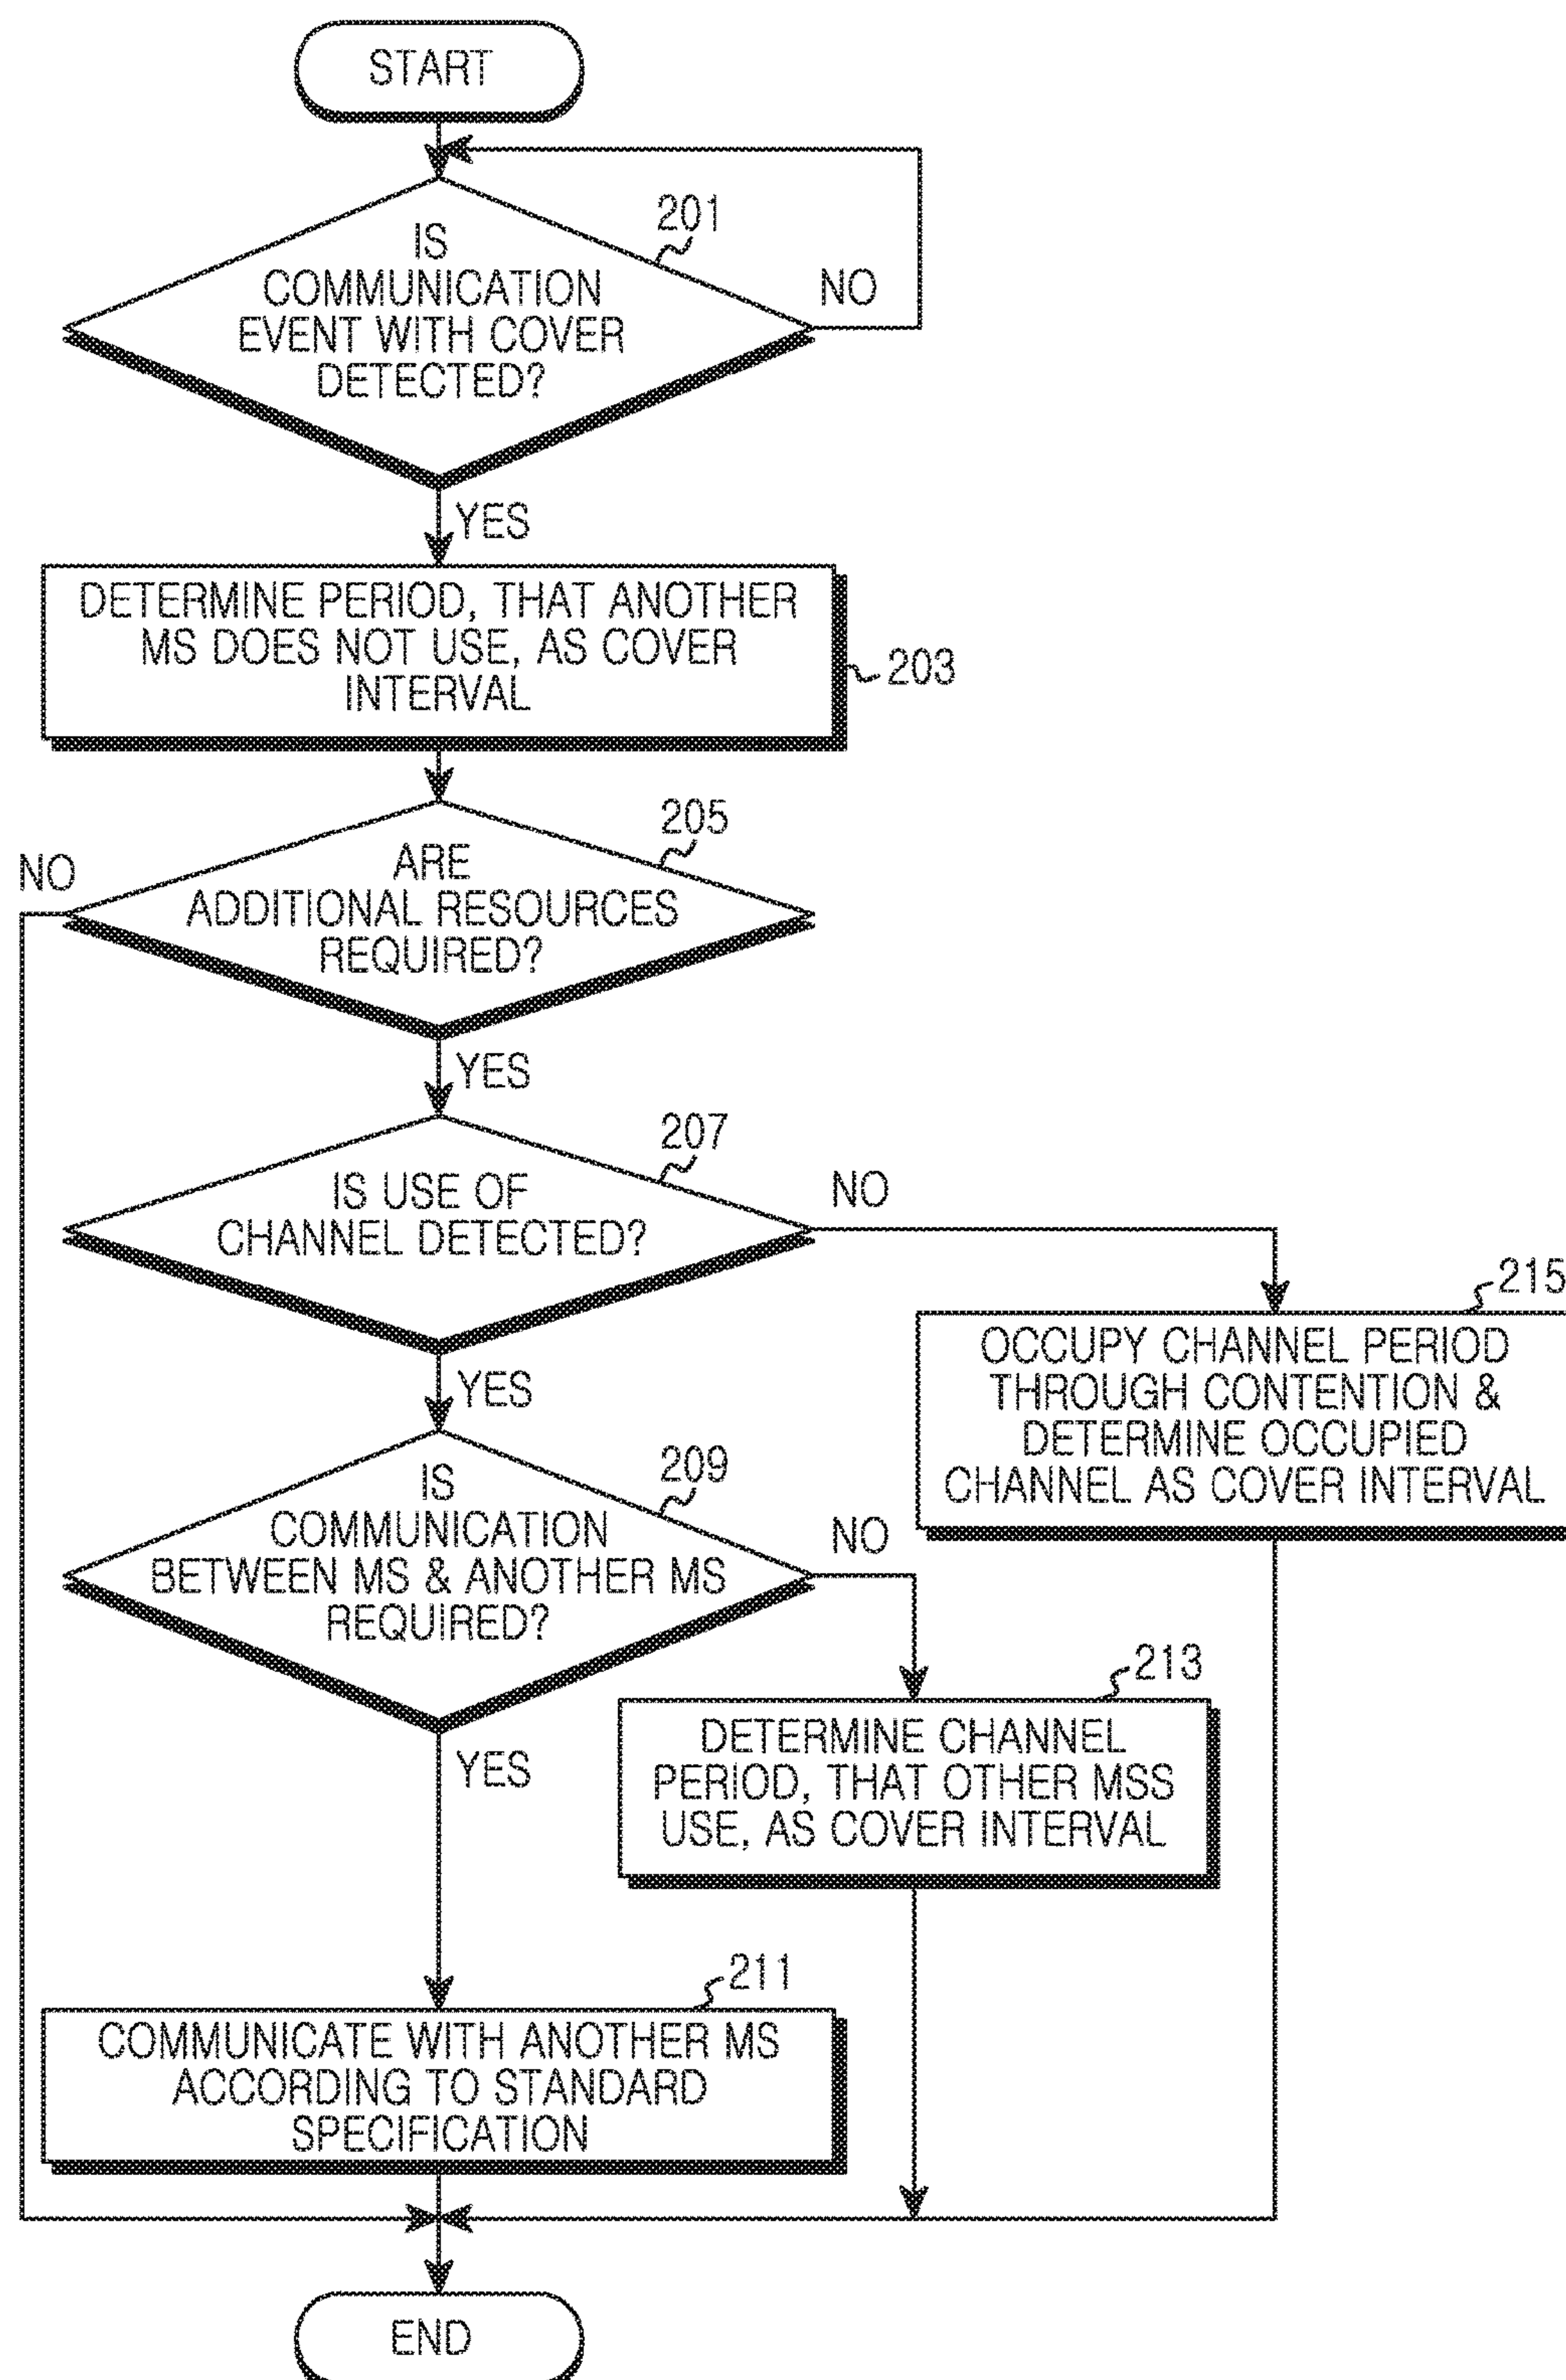 START
201
IS
COMMUNICATION
EVENT WITH COVER
DETECTED?
NO
YES
DETERMINE PERIOD, THAT ANOTHER
MS DOES NOT USE, AS COVER
INTERVAL
203
205
NO
ARE
ADDITIONAL RESOURCES
REQUIRED?
YES
207
IS USE OF
CHANNEL DETECTED?
NO
YES
215
OCCUPY CHANNEL PERIOD
THROUGH CONTENTION &
DETERMINE OCCUPIED
CHANNEL AS COVER INTERVAL
209
IS
COMMUNICATION
BETWEEN MS & ANOTHER MS
REQUIRED?
NO
YES
213
DETERMINE CHANNEL
PERIOD, THAT OTHER MSS
USE, AS COVER INTERVAL
211
COMMUNICATE WITH ANOTHER MS
ACCORDING TO STANDARD
SPECIFICATION
END